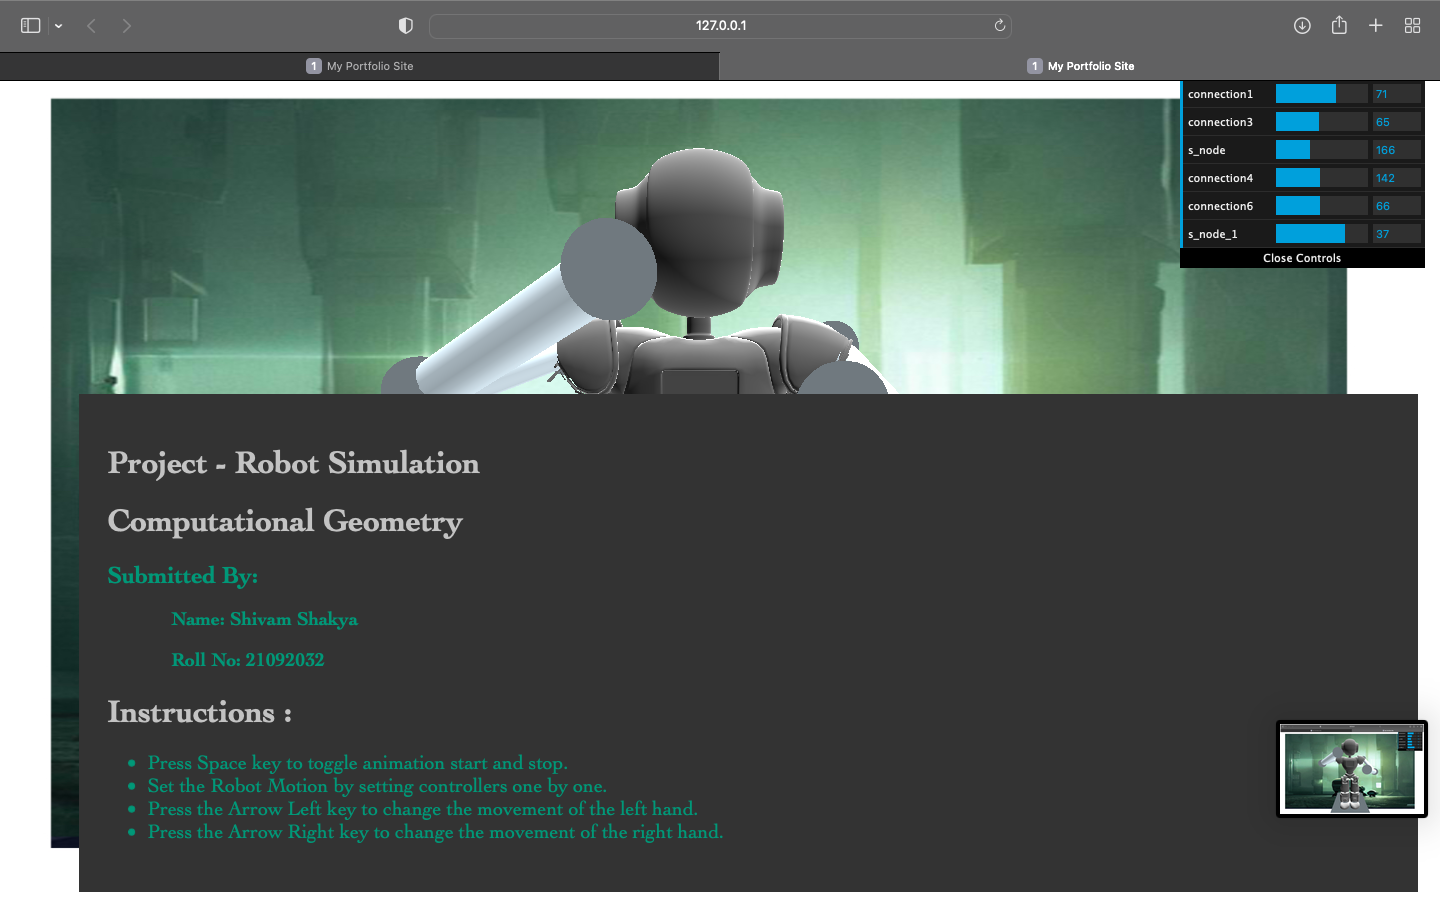 127.0.0.1
1 My Portfolio Site
1 My Portfolio Site
connection1 71
connection3 65
s_node 166
connection4 142
connection6 66
s_node_1 37
Close Controls
Project - Robot Simulation
Computational Geometry
Submitted By:
Name: Shivam Shakya
Roll No: 21092032
Instructions :
• Press Space key to toggle animation start and stop.
• Set the Robot Motion by setting controllers one by one.
• Press the Arrow Left key to change the movement of the left hand.
• Press the Arrow Right key to change the movement of the right hand.